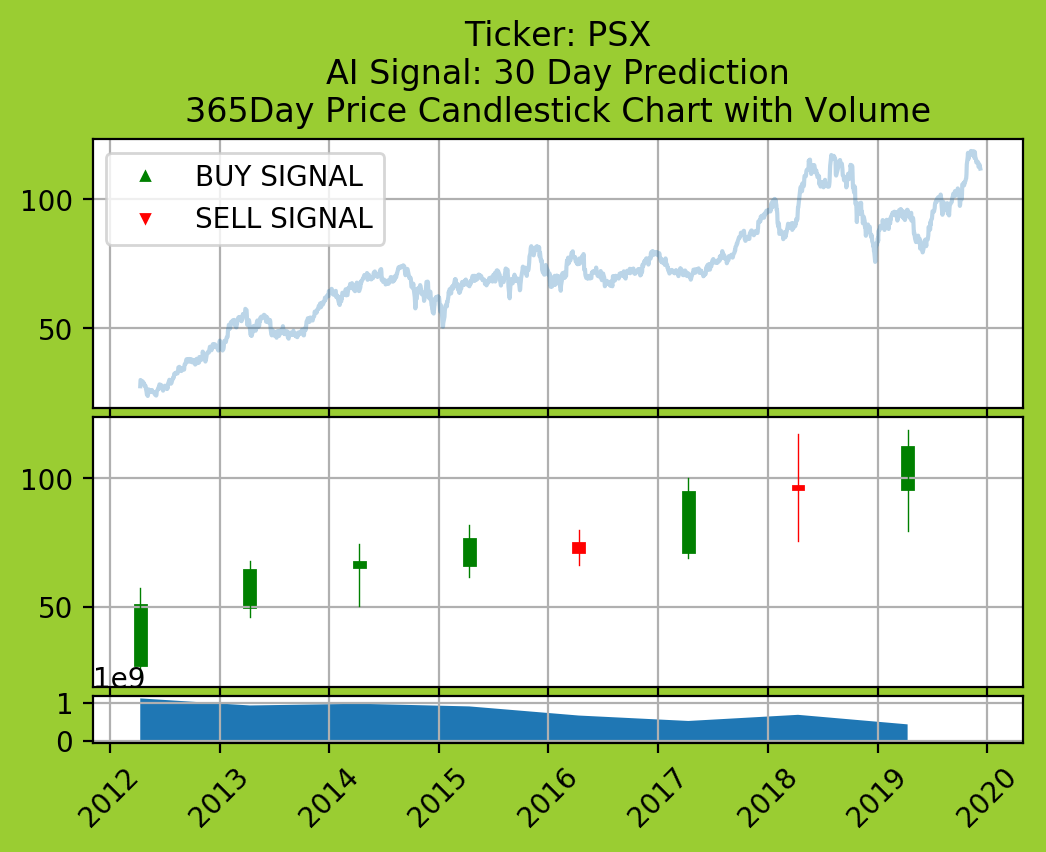 Ticker: PSX
AI Signal: 30 Day Prediction
365Day Price Candlestick Chart with Volume
BUY SIGNAL
SELL SIGNAL
100
50
100
50
1e9
1
0
2012 2013 2014 2015 2016 2017 2018 2019 2020